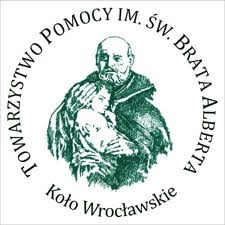 TOWARZYSTWO POMOCY IM. ŚW. BRATA ALBERTA
Koło Wrocławskie